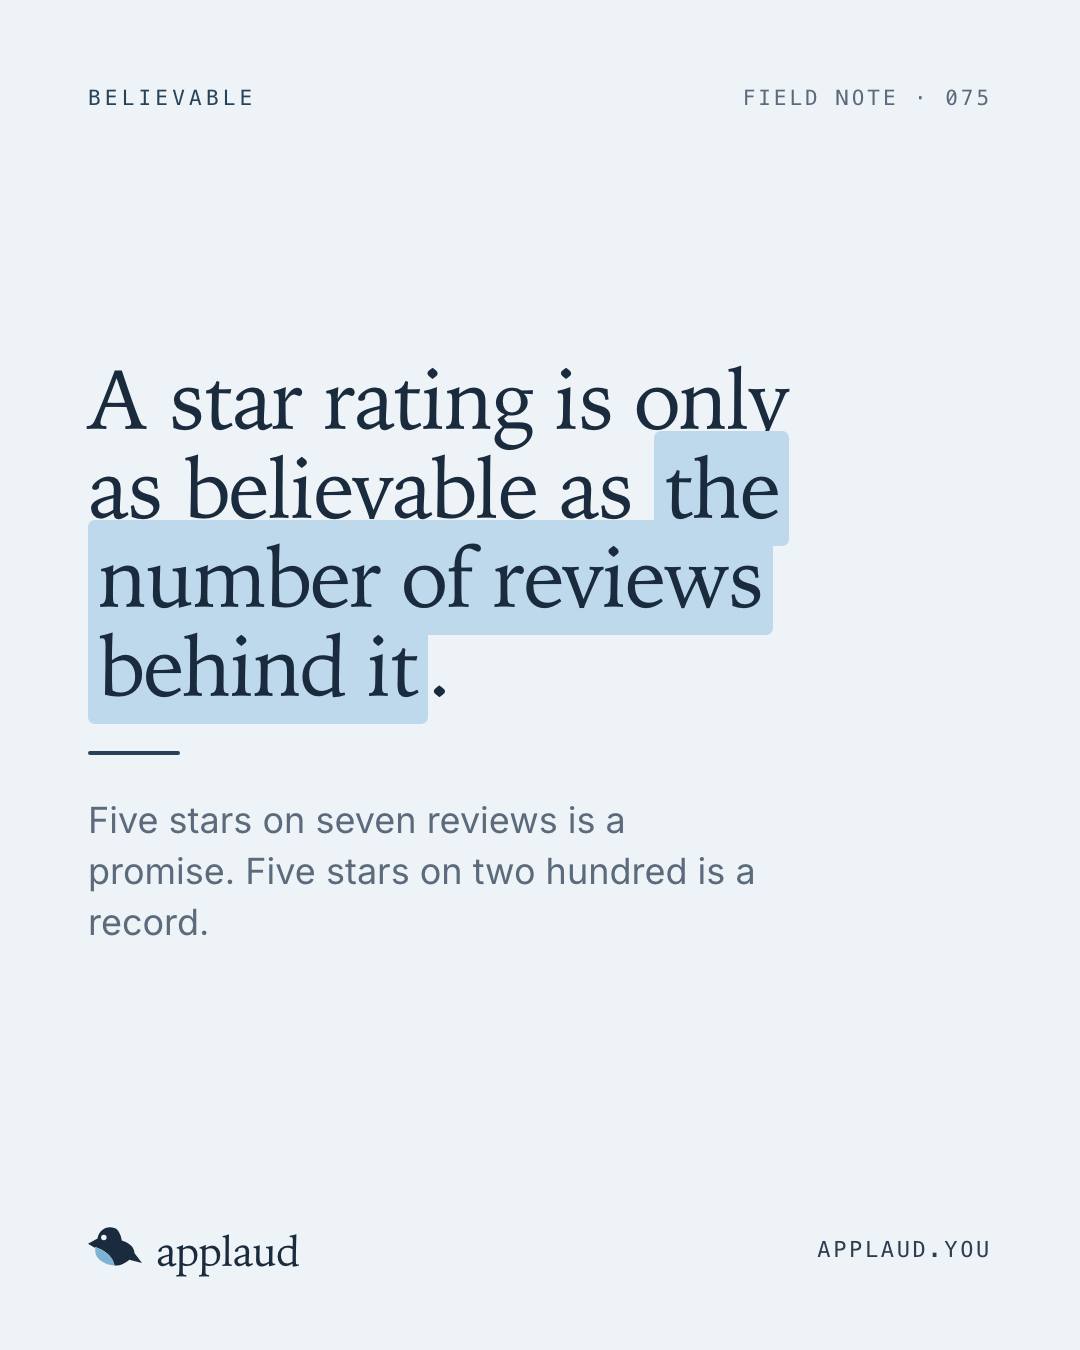 BELIEVABLE
FIELD NOTE · 075
A star rating is only
as believable as the
number of reviews
behind it.
Five stars on seven reviews is a
promise. Five stars on two hundred is a
record.
applaud
APPLAUD.YOU